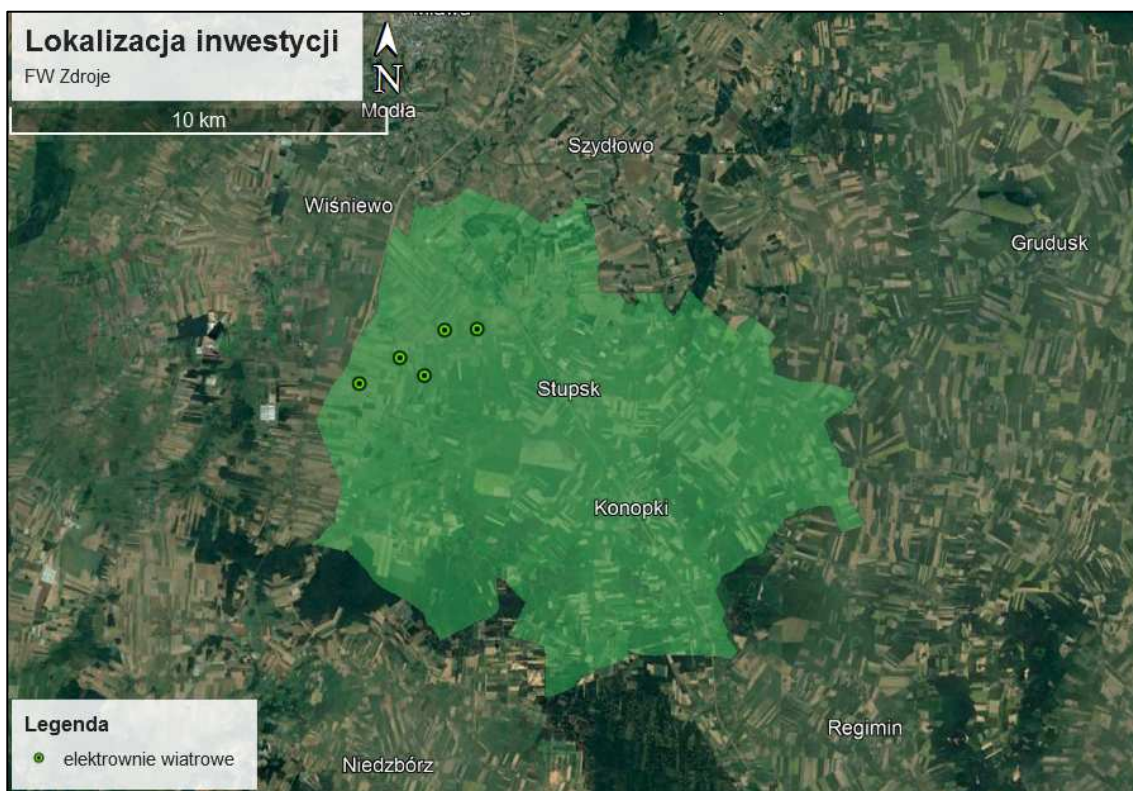 Lokalizacja inwestycji
FW Zdroje
N
Modła
10 km
Szydłowo
Wiśniewo
Grudusk
Stupsk
Konopki
Regimin
Niedzbórz
Legenda
elektrownie wiatrowe